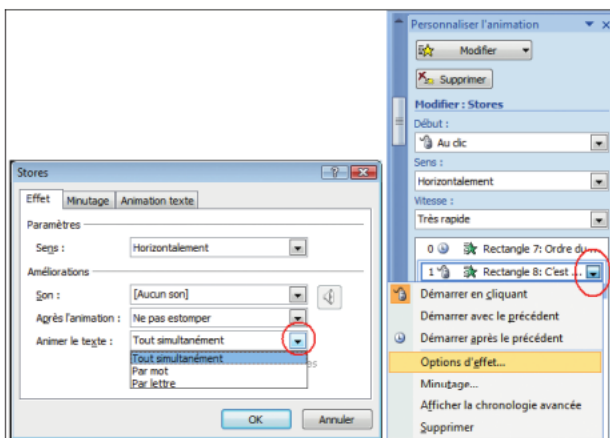 Personnaliser l'animation
Modifier
Supprimer
Modifier : Stores
Début :
Au clic
Sens :
Horizontalement
Vitesse :
Très rapide
0 Rectangle 7: Ordre du...
1 Rectangle 8: C'est ...
Démarrer en cliquant
Démarrer avec le précédent
Démarrer après le précédent
Options d'effet...
Minutage...
Afficher la chronologie avancée
Supprimer
Stores
Effet Minutage Animation texte
Paramètres
Sens : Horizontalement
Améliorations
Son : [Aucun son]
Après l'animation : Ne pas estomper
Animer le texte : Tout simultanément
Tout simultanément
Par mot
Par lettre
OK Annuler